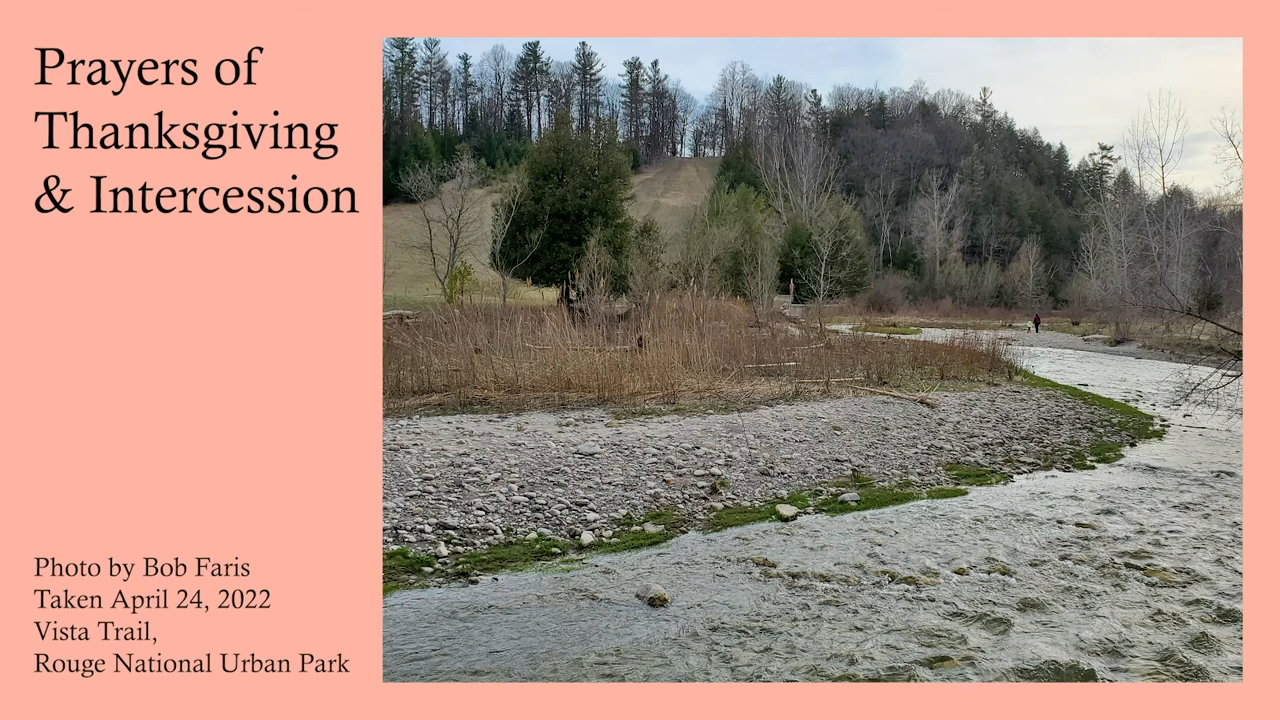 Prayers of
Thanksgiving
& Intercession
Photo by Bob Faris
Taken April 24, 2022
Vista Trail,
Rouge National Urban Park